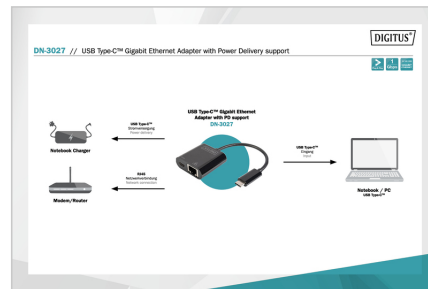 DIGITUS®
DN-3027 // USB Type-C™ Gigabit Ethernet Adapter with Power Delivery support
1 Gbps
USB Type-C™ Gigabit Ethernet
Adapter with PD support
DN-3027
USB Type-C™
Stromversorgung
Power delivery
Notebook Charger
USB Type-C™
Eingang
Input
RJ45
Netzwerkverbindung
Network connection
Modem/Router
Notebook / PC
USB Type-C™